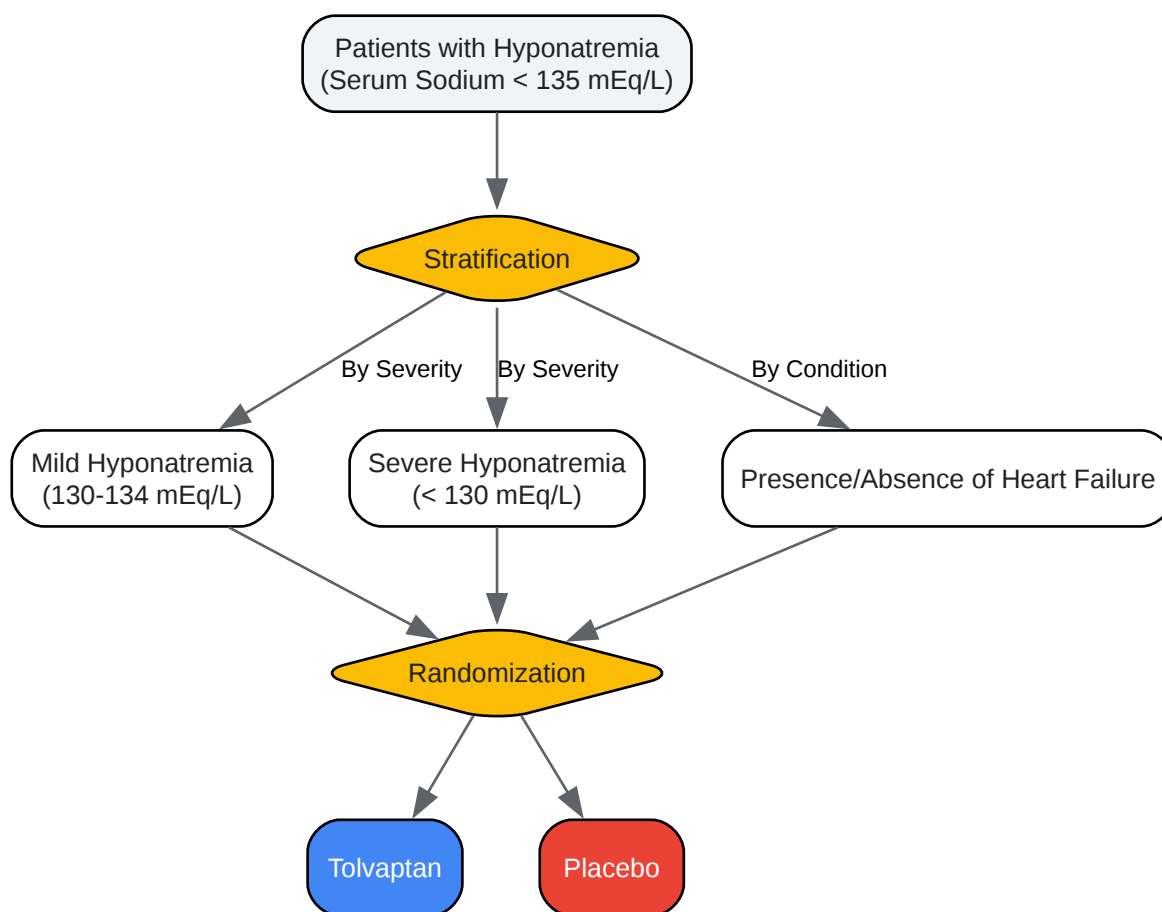 Patients with Hyponatremia
(Serum Sodium < 135 mEq/L)
Stratification
By Severity
By Severity
By Condition
Mild Hyponatremia
(130-134 mEq/L)
Severe Hyponatremia
(< 130 mEq/L)
Presence/Absence of Heart Failure
Randomization
Tolvaptan
Placebo